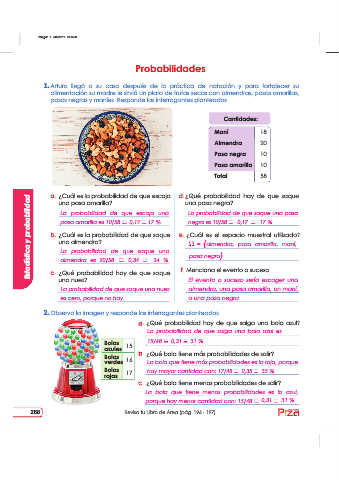 Probabilidades
1. Arturo llegó a su casa después de la práctica de natación y para fortalecer su
alimentación su madre le sirvió un plato de frutos secos con almendras, pasas amarillas,
pasas negras y maníes. Responde las interrogantes planteadas
Cantidades:
Maní 18
Almendra 20
Pasa negra 10
Pasa amarilla 10
Total 58
a. ¿Cuál es la probabilidad de que escoja
una pasa amarilla?
La probabilidad de que escoja una
pasa amarilla es 10/58 = 0,17 = 17 %
b. ¿Cuál es la probabilidad de que saque
una almendra?
La probabilidad de que saque una
almendra es 20/58 = 0,34 = 34 %
c. ¿Qué probabilidad hay de que saque
una nuez?
La probabilidad de que saque una nuez
es cero, porque no hay
d. ¿Qué probabilidad hay de que saque
una pasa negra?
La probabilidad de que saque una pasa
negra es 10/58 = 0,17 = 17 %
e. ¿Cuál es el espacio muestral utilizado?
Ω = {almendra, pasa amarilla, maní,
pasa negra}
f. Menciona el evento o suceso
El evento o suceso sería escoger una
almendra, una pasa amarilla, un maní,
o una pasa negra
Estadística y probabilidad
2. Observa la imagen y responde las interrogantes planteadas
Bolas azules 15
Bolas verdes 16
Bolas rojas 17
a. ¿Qué probabilidad hay de que salga una bola azul?
La probabilidad de que salga una bola azul es
15/48 = 0,31 = 31 %
b. ¿Qué bola tiene más probabilidades de salir?
La bola que tiene más probabilidades es la roja, porque
hay mayor cantidad con: 17/48 = 0,35 = 35 %
c. ¿Qué bola tiene menos probabilidades de salir?
La bola que tiene menos probabilidades es la azul,
porque hay menos cantidad con: 15/48 = 0,31 = 31 %
288
Revisa tu Libro de Área (pág. 194 - 197)